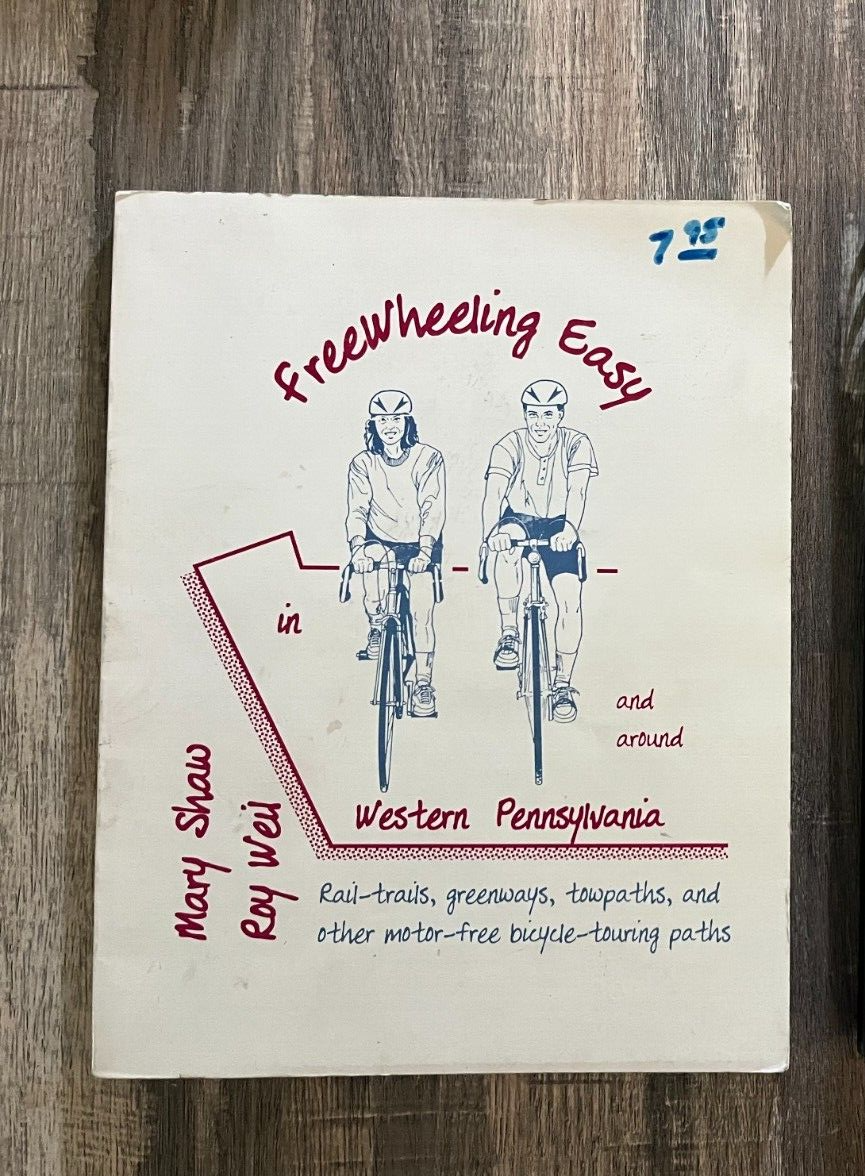 7 95
FreeWheeling Easy
in
and
around
Western Pennsylvania
Mary Shaw
Roy Weil
Rail-trails, greenways, towpaths, and
other motor-free bicycle-touring paths